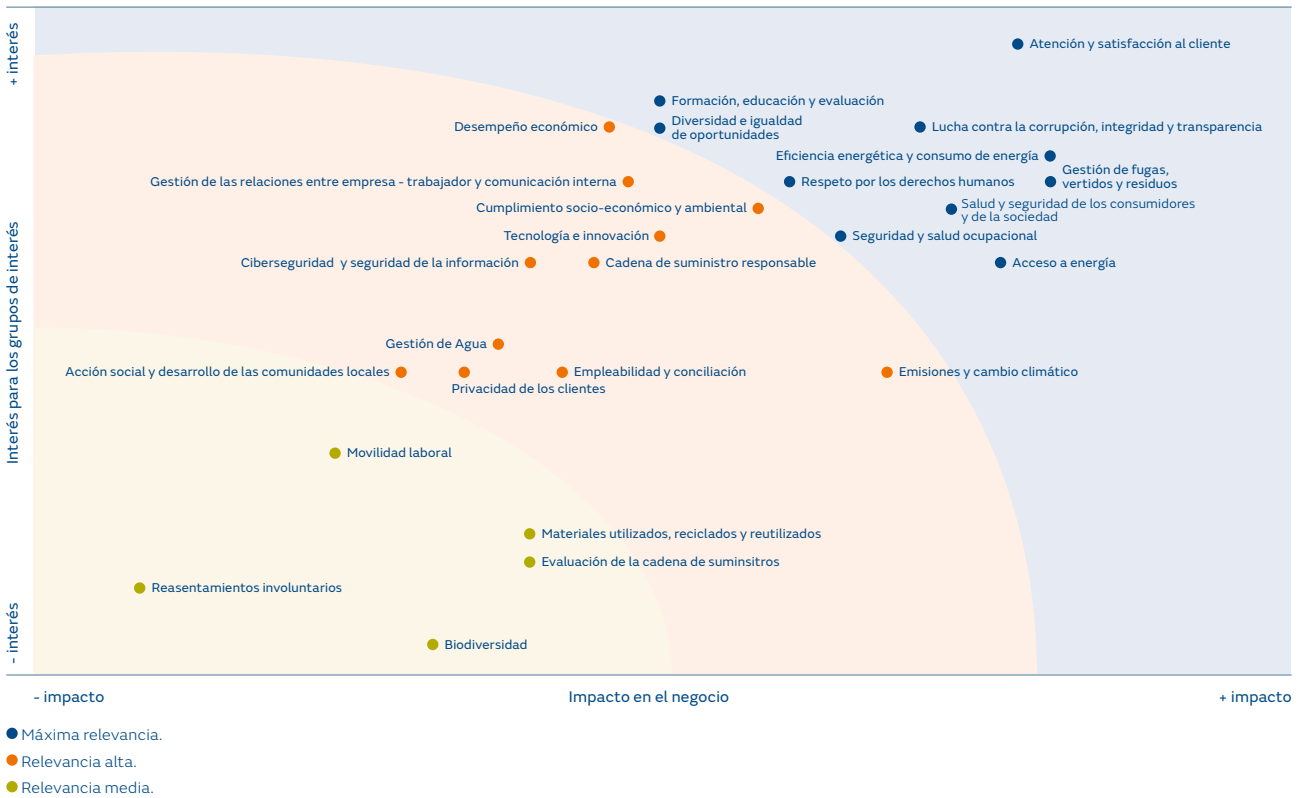 + interés
Interés para los grupos de interés
- interés
Atención y satisfacción al cliente
Formación, educación y evaluación
Desempeño económico
Diversidad e igualdad
de oportunidades
Lucha contra la corrupción, integridad y transparencia
Eficiencia energética y consumo de energía
Gestión de fugas,
vertidos y residuos
Gestión de las relaciones entre empresa - trabajador y comunicación interna
Respeto por los derechos humanos
Cumplimiento socio-económico y ambiental
Salud y seguridad de los consumidores
y de la sociedad
Tecnología e innovación
Seguridad y salud ocupacional
Ciberseguridad y seguridad de la información
Cadena de suministro responsable
Acceso a energía
Gestión de Agua
Acción social y desarrollo de las comunidades locales
Privacidad de los clientes
Empleabilidad y conciliación
Emisiones y cambio climático
Movilidad laboral
Materiales utilizados, reciclados y reutilizados
Evaluación de la cadena de suminsitros
Reasentamientos involuntarios
Biodiversidad
- impacto
Impacto en el negocio
+ impacto
Máxima relevancia.
Relevancia alta.
Relevancia media.